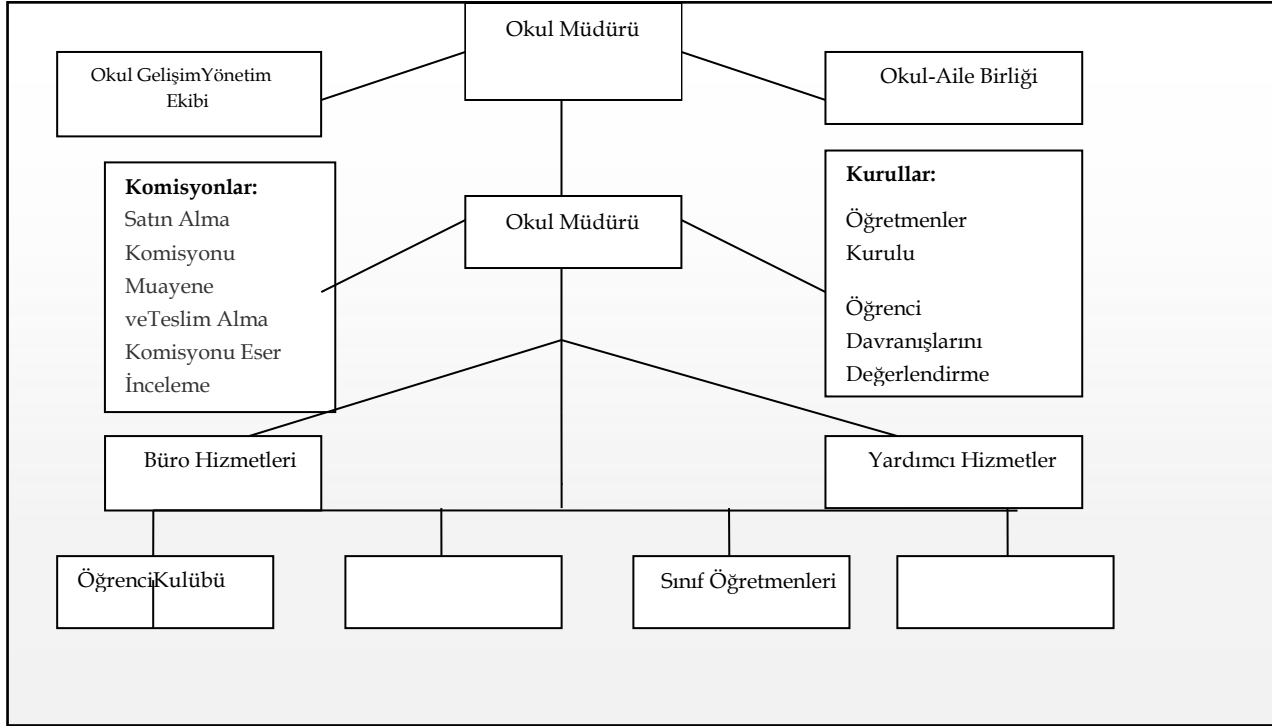 Okul Müdürü
Okul GelişimYönetim
Ekibi
Okul-Aile Birliği
Komisyonlar:
Satın Alma
Komisyonu
Muayene
veTeslim Alma
Komisyonu Eser
İnceleme
Okul Müdürü
Kurullar:
Öğretmenler
Kurulu
Öğrenci
Davranışlarını
Değerlendirme
Büro Hizmetleri
Yardımcı Hizmetler
ÖğrenciKulübü
Sınıf Öğretmenleri